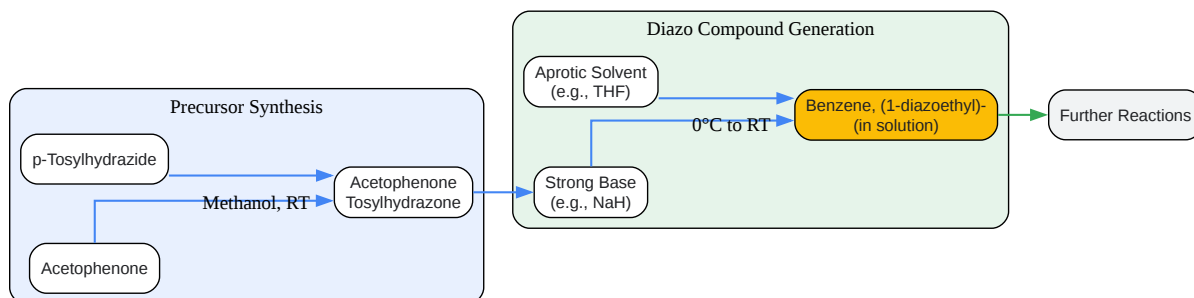 Diazo Compound Generation
Aprotic Solvent
(e.g., THF)
Precursor Synthesis
Benzene, (1-diazoethyl)-
(in solution)
Further Reactions
0°C to RT
p-Tosylhydrazide
Acetophenone
Tosylhydrazone
Strong Base
(e.g., NaH)
Methanol, RT
Acetophenone